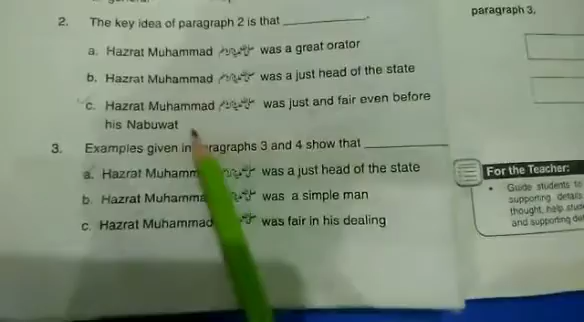 2. The key idea of paragraph 2 is that ____________.
a. Hazrat Muhammad ﷺ was a great orator
b. Hazrat Muhammad ﷺ was a just head of the state
c. Hazrat Muhammad ﷺ was just and fair even before
his Nabuwat
3. Examples given in paragraphs 3 and 4 show that ____________
a. Hazrat Muhamm ﷺ was a just head of the state
b. Hazrat Muhamma ﷺ was a simple man
c. Hazrat Muhammad ﷺ was fair in his dealing
paragraph 3.
For the Teacher:
• Guide students to
supporting details
thought; help
and supporting